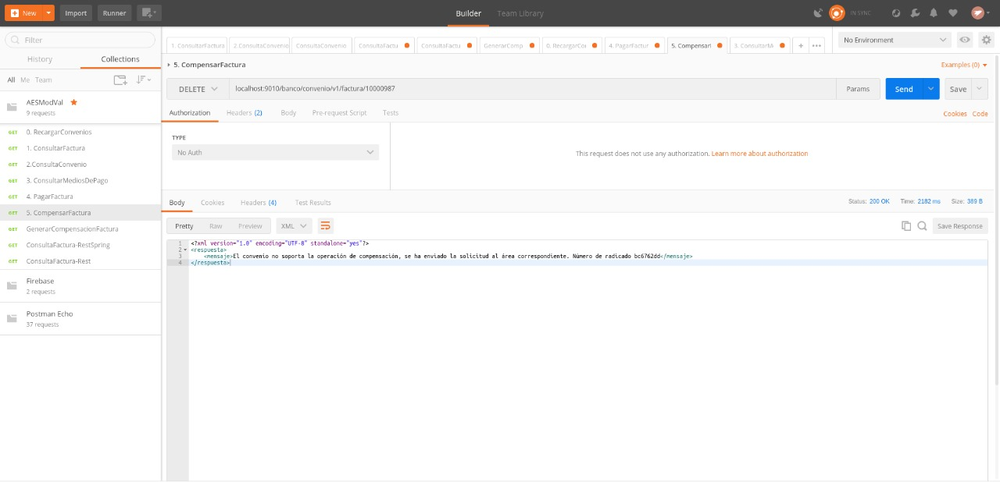 New Import Runner Builder Team Library IN SYNC
Filter
History Collections
All Me Team
AESModVal
9 requests
GET 0. RecargarConvenios
GET 1. ConsultarFactura
GET 2.ConsultaConvenio
GET 3. ConsultarMediosDePago
GET 4. PagarFactura
GET 5. CompensarFactura
GET GenerarCompensacionFactura
GET ConsultaFactura-RestSpring
GET ConsultaFactura-Rest
Firebase
2 requests
Postman Echo
37 requests
1. ConsultarFactura 2.ConsultaConvenio ConsultaConvenio ConsultaFactu ConsultaFactu GenerarComp 0. RecargarCon 4. PagarFactur 5. Compensarl 3. ConsultarMe + ••• No Environment
5. CompensarFactura Examples (0)
DELETE localhost:9010/banco/convenio/v1/factura/10000987 Params Send Save
Authorization Headers (2) Body Pre-request Script Tests Cookies Code
TYPE
No Auth
This request does not use any authorization. Learn more about authorization
Body Cookies Headers (4) Test Results Status: 200 OK Time: 2182 ms Size: 389 B
Pretty Raw Preview XML Save Response
1 <?xml version="1.0" encoding="UTF-8" standalone="yes"?>
2 <respuesta>
3 <mensaje>El convenio no soporta la operación de compensación, se ha enviado la solicitud al área correspondiente. Número de radicado bc6762dd</mensaje>
4 </respuesta>